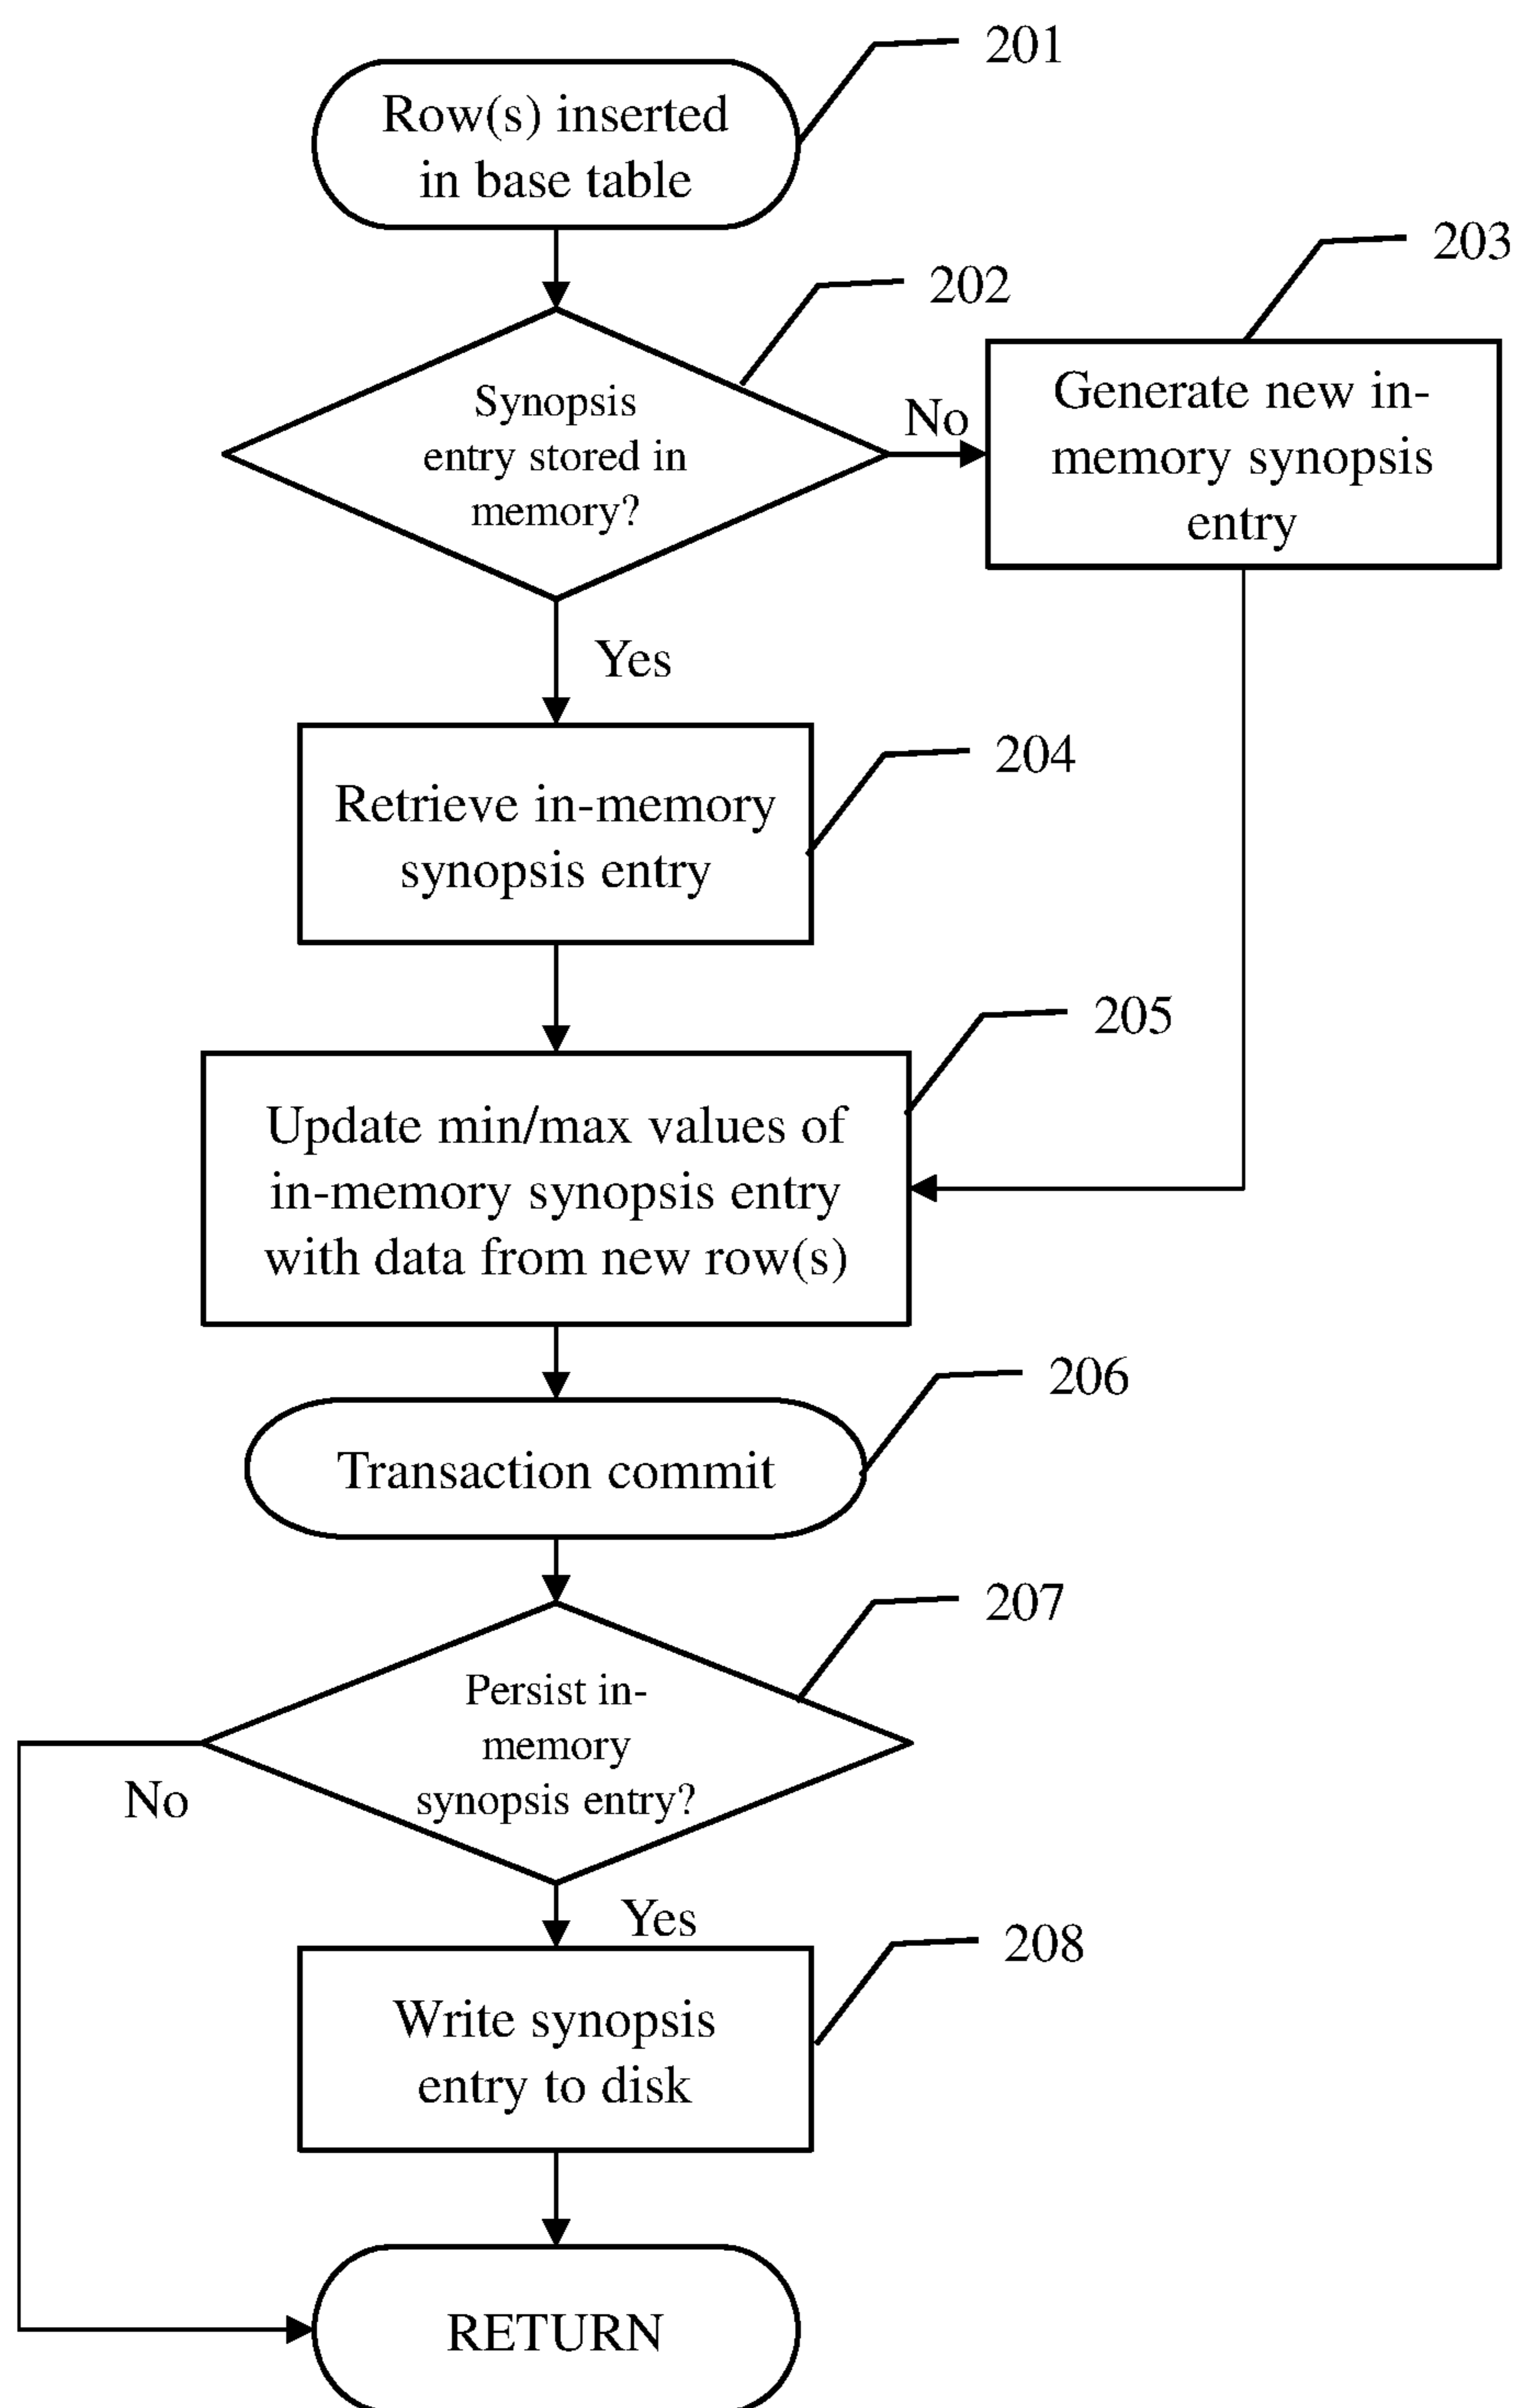 201
Row(s) inserted
in base table
202
203
Synopsis
entry stored in
memory?
No
Generate new in-
memory synopsis
entry
Yes
204
Retrieve in-memory
synopsis entry
205
Update min/max values of
in-memory synopsis entry
with data from new row(s)
206
Transaction commit
207
Persist in-
memory
synopsis entry?
No
Yes
208
Write synopsis
entry to disk
RETURN